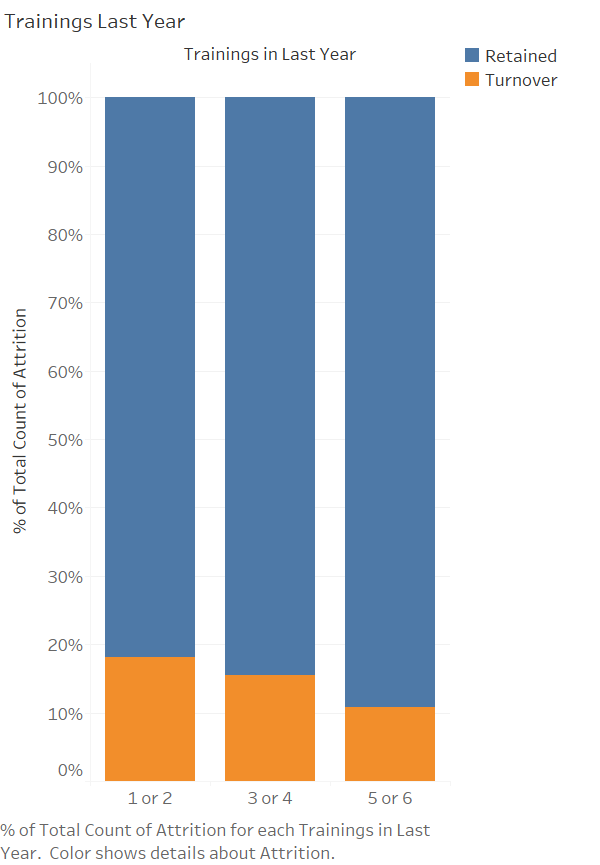 Trainings Last Year
Trainings in Last Year
Retained
Turnover
100%
90%
80%
70%
60%
50%
40%
30%
20%
10%
0%
% of Total Count of Attrition
1 or 2
3 or 4
5 or 6
% of Total Count of Attrition for each Trainings in Last
Year.  Color shows details about Attrition.